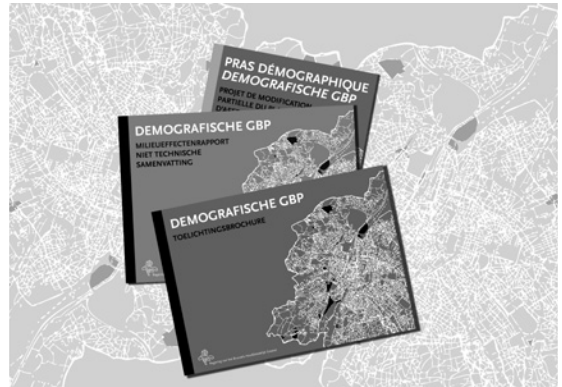 PRAS DÉMOGRAPHIQUE
DEMOGRAFISCHE GBP
PROJET DE MODIFICATION
PARTIELLE DU
DEMOGRAFISCHE GBP
MILIEUEFFECTENRAPPORT
NIET TECHNISCHE
SAMENVATTING
DEMOGRAFISCHE GBP
TOELICHTINGSBROCHURE